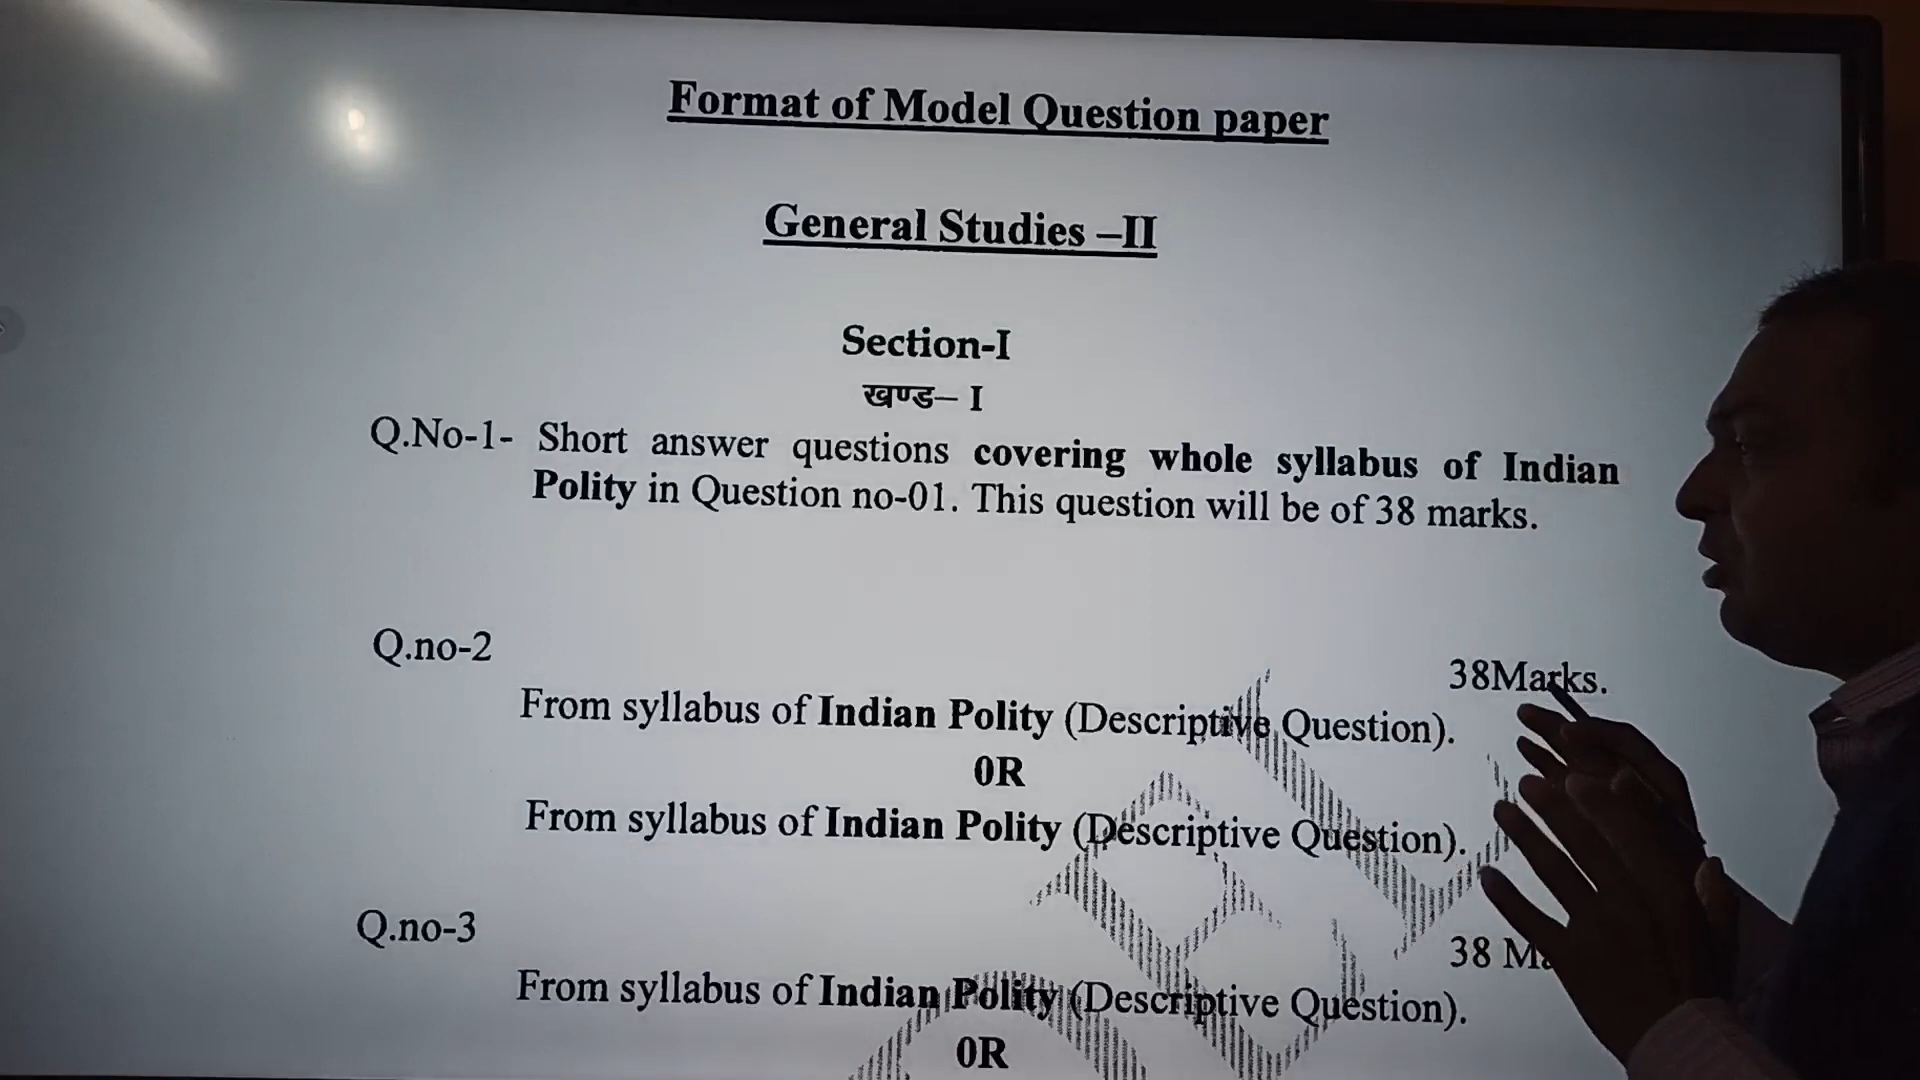 Format of Model Question paper
General Studies –II
Section-I
खण्ड– I
Q.No-1- Short answer questions covering whole syllabus of Indian
Polity in Question no-01. This question will be of 38 marks.
Q.no-2
38Marks.
From syllabus of Indian Polity (Descriptive Question).
0R
From syllabus of Indian Polity (Descriptive Question).
Q.no-3
38
From syllabus of Indian Polity (Descriptive Question).
0R